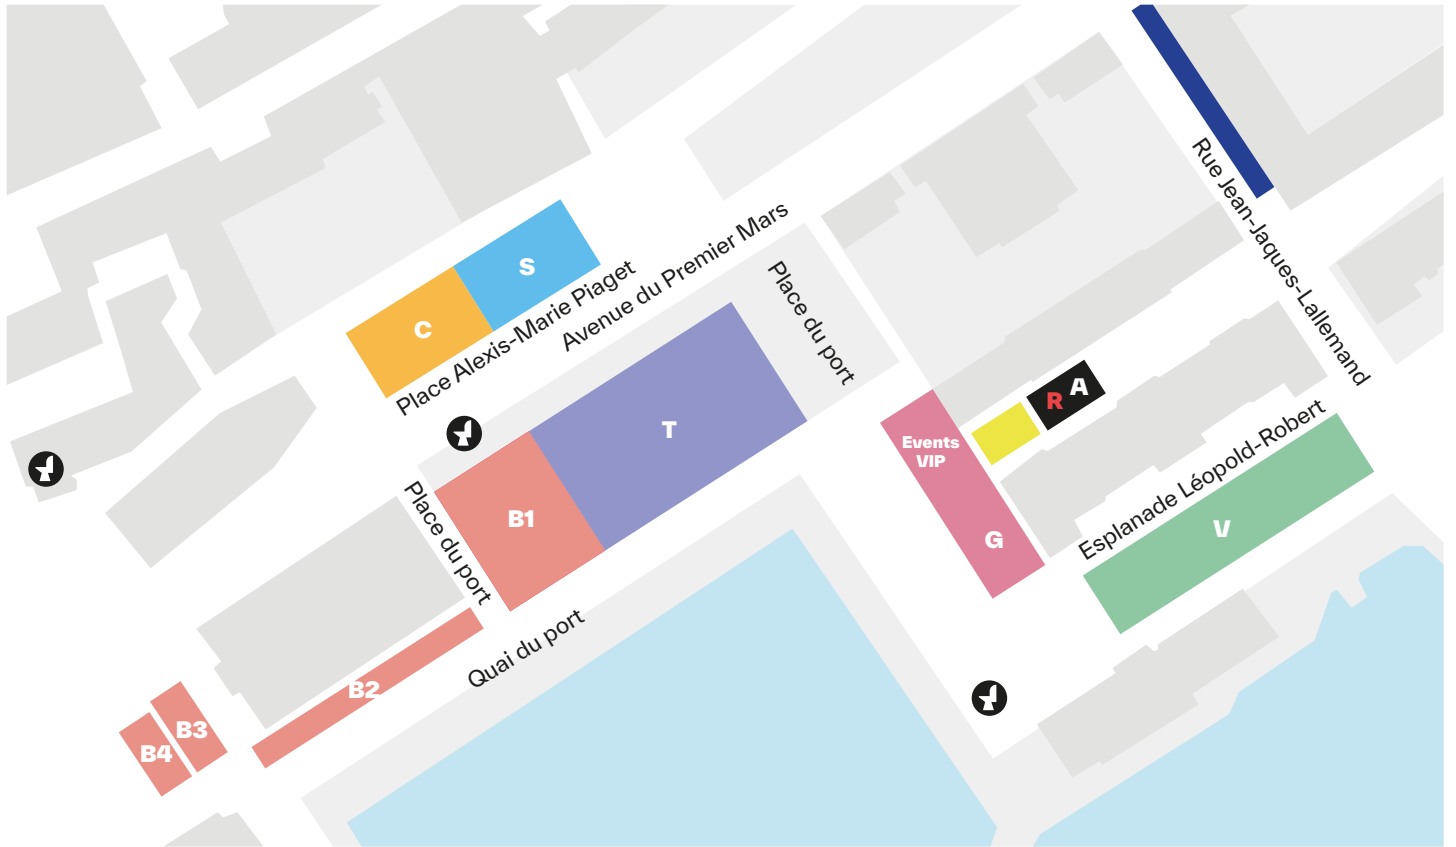 Rue Jean-Jaques-Lallemand
S
C
Place Alexis-Marie Piaget
Avenue du Premier Mars
Place du port
T
B1
Place du port
R A
Events
VIP
G
Esplanade Léopold-Robert
V
Quai du port
B2
B3
B4